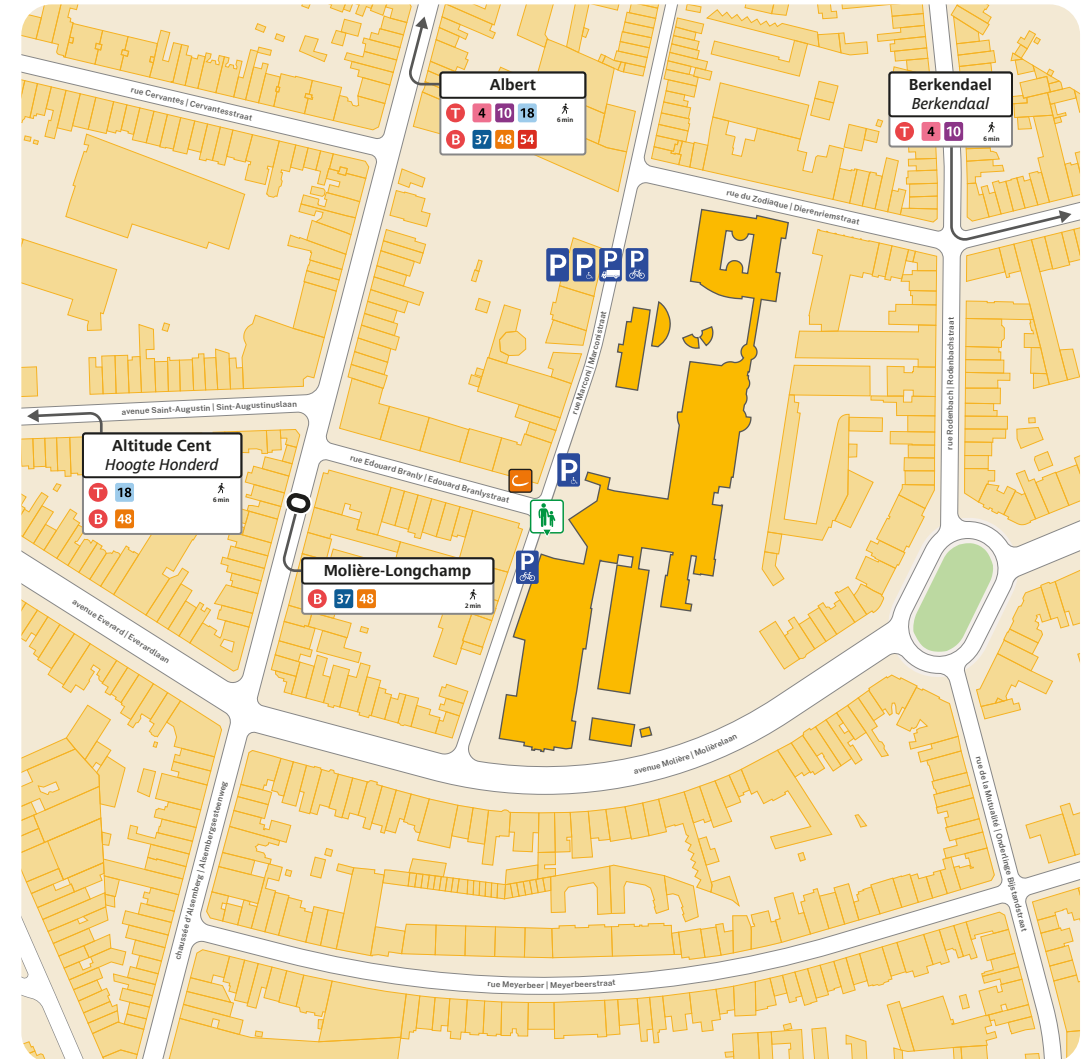 rue Cervantes | Cervantesstraat
Albert
T 4 10 18
6 min
B 37 48 54
Berkendael
Berkendaal
T 4 10
6 min
rue du Zodiaque | Dierenriemstraat
P P P P
rue Marconi | Marconistraat
rue Rodenbach | Rodenbachstraat
avenue Saint-Augustin | Sint-Augustinuslaan
Altitude Cent
Hoogte Honderd
T 18
6 min
B 48
rue Edouard Branly | Edouard Branlystraat
P
P
Molière-Longchamp
B 37 48
2 min
avenue Everard | Everardlaan
avenue Molière | Molièrelaan
chaussée d'Alsemberg | Alsembergsesteenweg
rue de la Mutualité | Onderlinge Bijstandstraat
rue Meyerbeer | Meyerbeerstraat